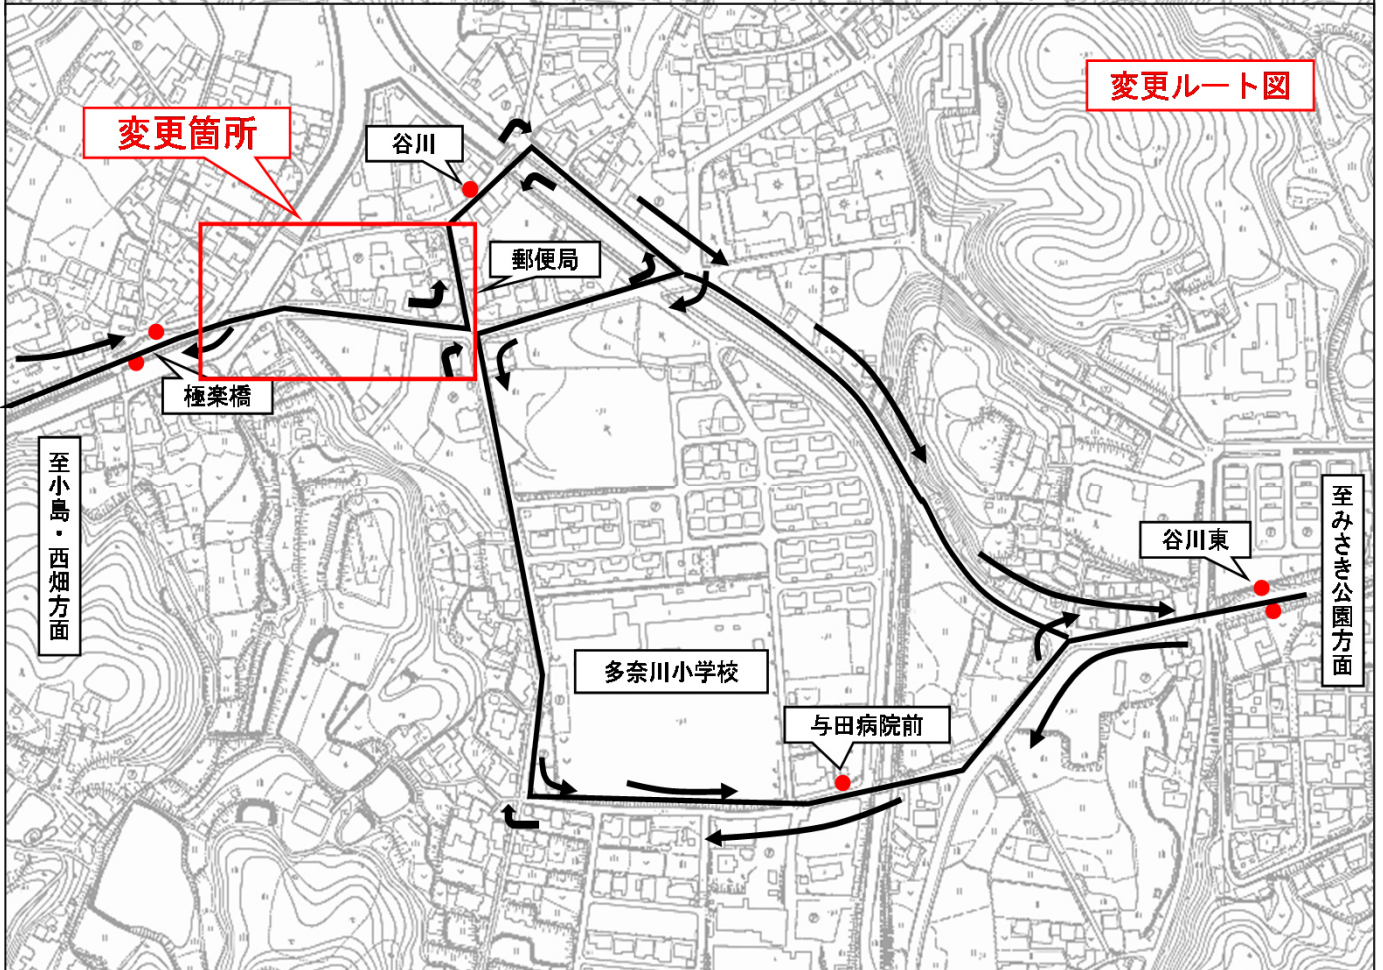 変更ルート図
変更箇所
谷川
郵便局
極楽橋
至小島・西畑方面
谷川東
至みさき公園方面
多奈川小学校
与田病院前